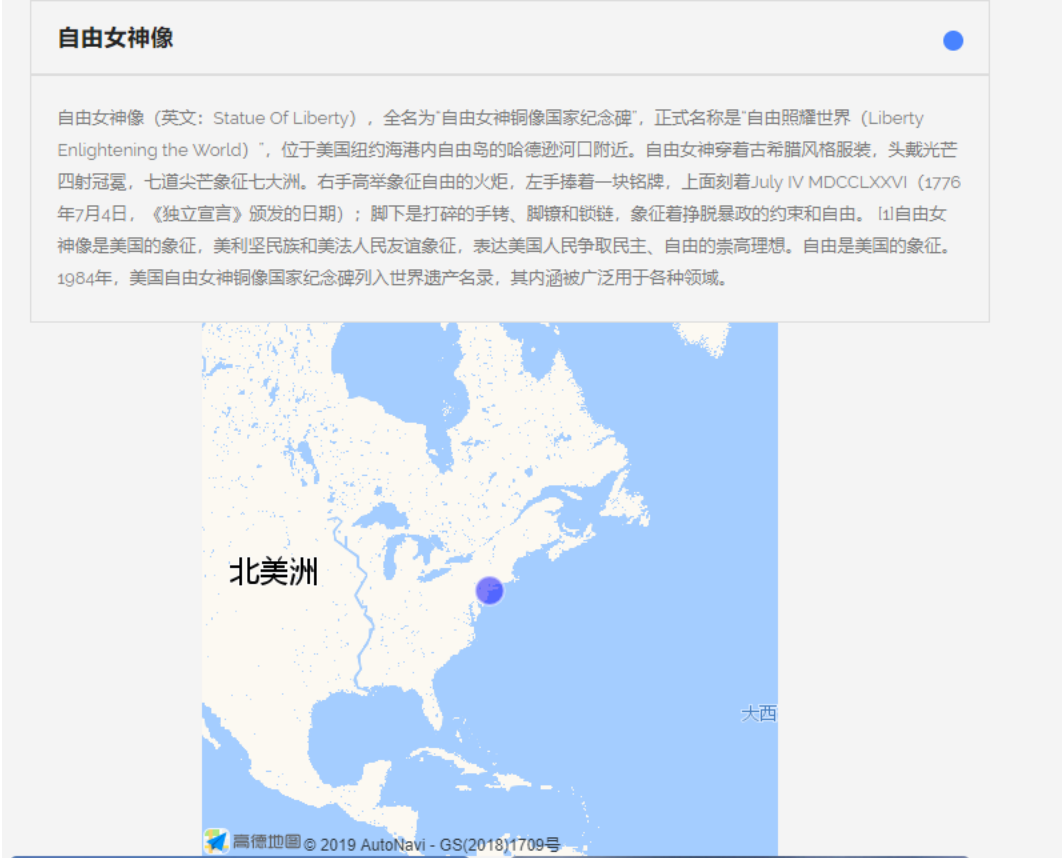 自由女神像
自由女神像（英文：Statue Of Liberty），全名为“自由女神铜像国家纪念碑”，正式名称是“自由照耀世界（Liberty
Enlightening the World）”，位于美国纽约海港内自由岛的哈德逊河口附近。自由女神穿着古希腊风格服装，头戴光芒
四射冠冕，七道尖芒象征七大洲。右手高举象征自由的火炬，左手捧着一块铭牌，上面刻着July IV MDCCLXXVI（1776
年7月4日，《独立宣言》颁发的日期）；脚下是打碎的手铐、脚镣和锁链，象征着挣脱暴政的约束和自由。 [1]自由女
神像是美国的象征，美利坚民族和美法人民友谊象征，表达美国人民争取民主、自由的崇高理想。自由是美国的象征。
1984年，美国自由女神铜像国家纪念碑列入世界遗产名录，其内涵被广泛用于各种领域。
北美洲
大西
高德地图 © 2019 AutoNavi - GS(2018)1709号